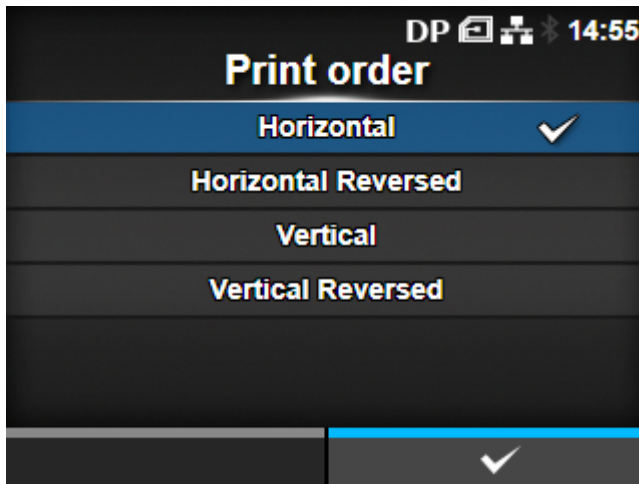 DP 14:55
Print order
Horizontal
Horizontal Reversed
Vertical
Vertical Reversed